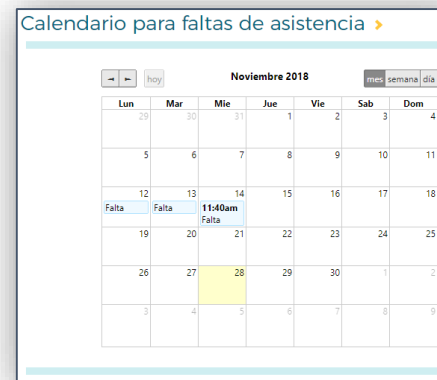 Calendario para faltas de asistencia >
◄ ► hoy Noviembre 2018 mes semana día
Lun Mar Mie Jue Vie Sab Dom
29 30 31 1 2 3 4
5 6 7 8 9 10 11
12 13 14 15 16 17 18
Falta Falta 11:40am
Falta
19 20 21 22 23 24 25
26 27 28 29 30 1 2
3 4 5 6 7 8 9